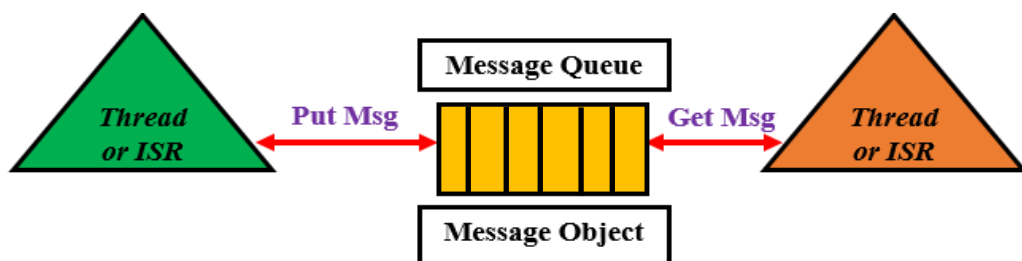 Message Queue
Thread
or ISR
Put Msg
Get Msg
Thread
or ISR
Message Object